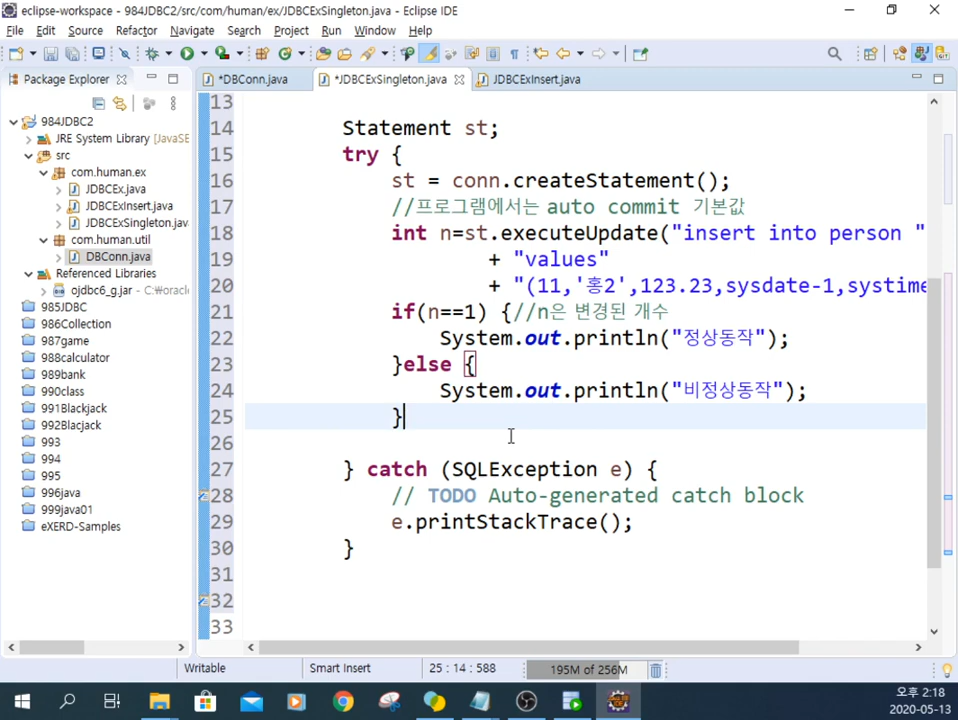 eclipse-workspace - 984JDBC2/src/com/human/ex/JDBCExSingleton.java - Eclipse IDE
File Edit Source Refactor Navigate Search Project Run Window Help
Package Explorer
*DBConn.java
*JDBCExSingleton.java
JDBCExInsert.java
984JDBC2
JRE System Library [JavaSE
src
com.human.ex
JDBCEx.java
JDBCExInsert.java
JDBCExSingleton.java
com.human.util
DBConn.java
Referenced Libraries
ojdbc6_g.jar - C:₩oracle
985JDBC
986Collection
987game
988calculator
989bank
990class
991Blackjack
992Blacjack
993
994
995
996java
999java01
eXERD-Samples
13
14 Statement st;
15 try {
16 st = conn.createStatement();
17 //프로그램에서는 auto commit 기본값
18 int n=st.executeUpdate("insert into person "
19 + "values"
20 + "(11,'홍2',123.23,sysdate-1,systime
21 if(n==1) {//n은 변경된 개수
22 System.out.println("정상동작");
23 }else {
24 System.out.println("비정상동작");
25 }
26
27 } catch (SQLException e) {
28 // TODO Auto-generated catch block
29 e.printStackTrace();
30 }
31
32
33
Writable Smart Insert 25 : 14 : 588 195M of 256M
오후 2:18
2020-05-13